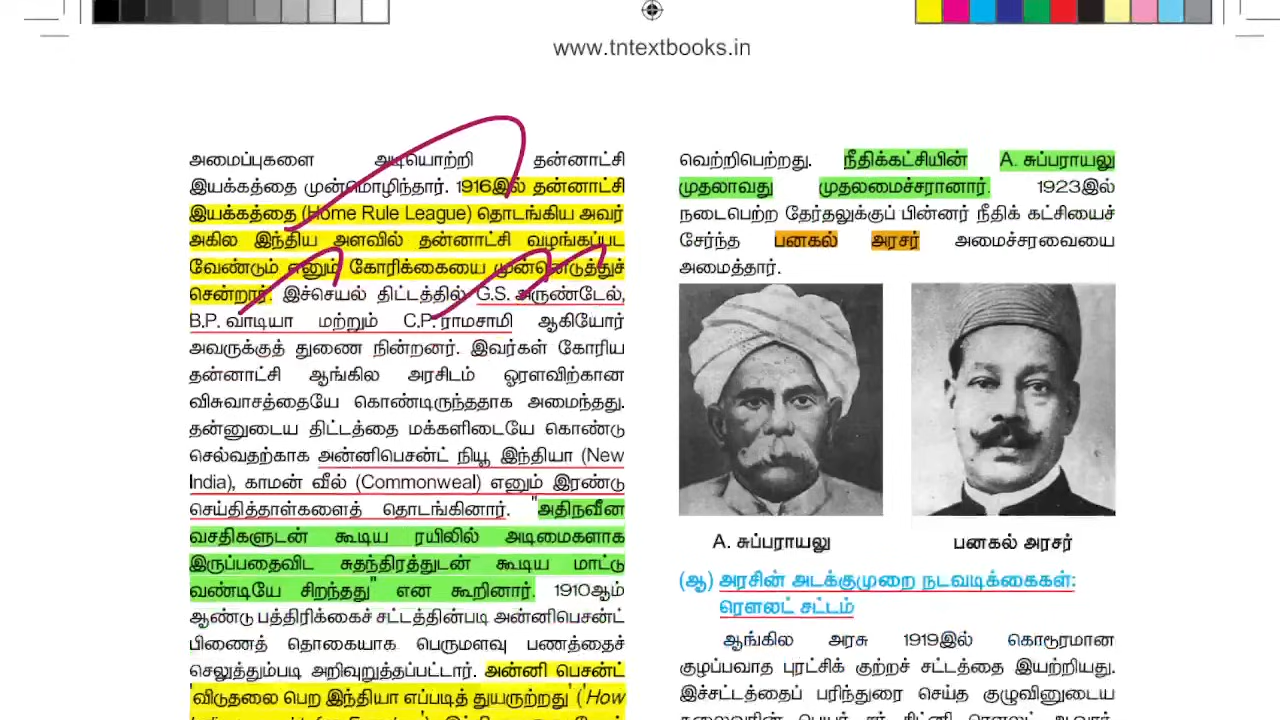 www.tntextbooks.in
அமைப்புகளை அடியொற்றி தன்னாட்சி
இயக்கத்தை முன்மொழிந்தார். 1916இல் தன்னாட்சி
இயக்கத்தை (Home Rule League) தொடங்கிய அவர்
அகில இந்திய அளவில் தன்னாட்சி வழங்கப்பட
வேண்டும் எனும் கோரிக்கையை முன்னெடுத்துச்
சென்றார். இச்செயல் திட்டத்தில் G.S. அருண்டேல்,
B.P. வாடியா மற்றும் C.P. ராமசாமி ஆகியோர்
அவருக்குத் துணை நின்றனர். இவர்கள் கோரிய
தன்னாட்சி ஆங்கில அரசிடம் ஓரளவிற்கான
விசுவாசத்தையே கொண்டிருந்ததாக அமைந்தது.
தன்னுடைய திட்டத்தை மக்களிடையே கொண்டு
செல்வதற்காக அன்னிபெசன்ட் நியூ இந்தியா (New
India), காமன் வீல் (Commonweal) எனும் இரண்டு
செய்தித்தாள்களைத் தொடங்கினார். "அதிநவீன
வசதிகளுடன் கூடிய ரயிலில் அடிமைகளாக
இருப்பதைவிட சுதந்திரத்துடன் கூடிய மாட்டு
வண்டியே சிறந்தது" என கூறினார். 1910ஆம்
ஆண்டு பத்திரிக்கைச் சட்டத்தின்படி அன்னிபெசன்ட்
பிணைத் தொகையாக பெருமளவு பணத்தைச்
செலுத்தும்படி அறிவுறுத்தப்பட்டார். அன்னி பெசன்ட்
'விடுதலை பெற இந்தியா எப்படித் துயருற்றது' ('How
வெற்றிபெற்றது. நீதிக்கட்சியின் A. சுப்பராயலு
முதலாவது முதலமைச்சரானார். 1923இல்
நடைபெற்ற தேர்தலுக்குப் பின்னர் நீதிக் கட்சியைச்
சேர்ந்த பனகல் அரசர் அமைச்சரவையை
அமைத்தார்.
A. சுப்பராயலு
பனகல் அரசர்
(ஆ) அரசின் அடக்குமுறை நடவடிக்கைகள்:
ரௌலட் சட்டம்
ஆங்கில அரசு 1919இல் கொடூரமான
குழப்பவாத புரட்சிக் குற்றச் சட்டத்தை இயற்றியது.
இச்சட்டத்தைப் பரிந்துரை செய்த குழுவினுடைய